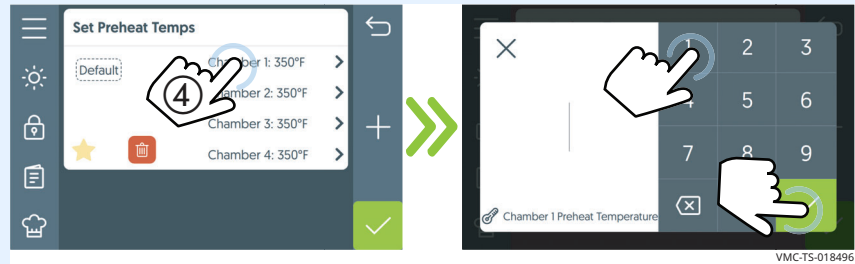 Set Preheat Temps
Default
Chamber 1: 350°F
Chamber 2: 350°F
Chamber 3: 350°F
Chamber 4: 350°F
4
1 2 3
4 5 6
7 8 9
Chamber 1 Preheat Temperature
VMC-TS-018496